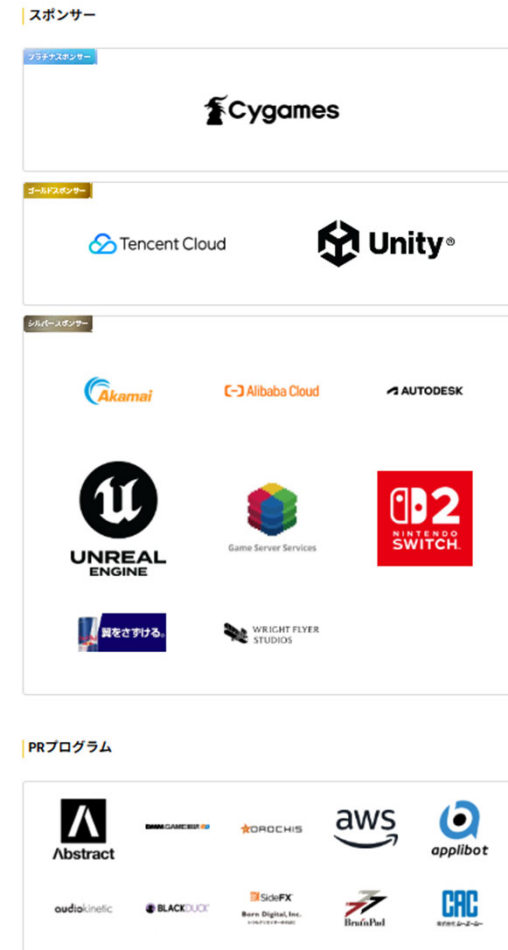 スポンサー
プラチナスポンサー
Cygames
ゴールドスポンサー
Tencent Cloud
Unity®
シルバースポンサー
Akamai
Alibaba Cloud
AUTODESK
UNREAL
ENGINE
Game Server Services
2
NINTENDO
SWITCH
翼をさずける。
WRIGHT FLYER
STUDIOS
PRプログラム
Abstract
OROCHI5
aws
applibot
audiokinetic
BLACKDUCK
SideFX
Born Digital, Inc.
BrainPad
CRC